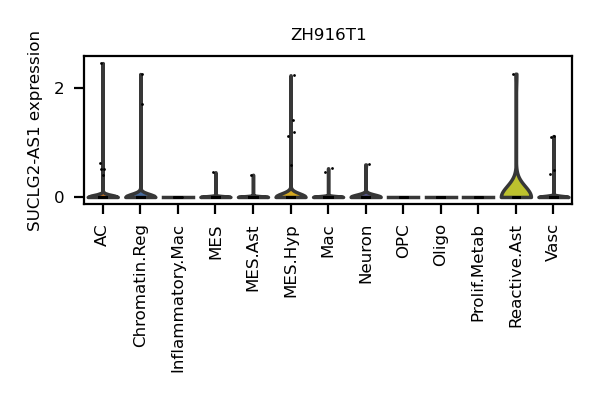 ZH916T1
SUCLG2-AS1 expression
2
0
AC
Chromatin.Reg
Inflammatory.Mac
MES
MES.Ast
MES.Hyp
Mac
Neuron
OPC
Oligo
Prolif.Metab
Reactive.Ast
Vasc